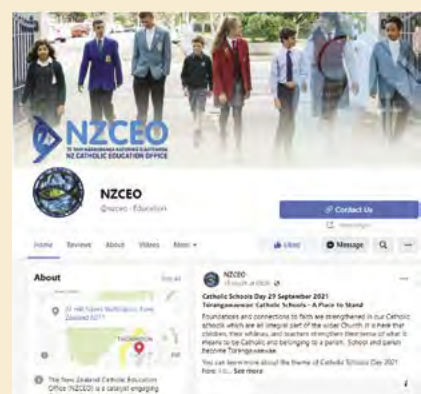 NZCEO
NZ CATHOLIC EDUCATION OFFICE
NZCEO
@nzceo · Education
Contact Us
Home Reviews About Videos More
Liked
Message
About
See all
THORNDON
NZCEO
Catholic Schools Day 29 September 2021
Tūrangawaewae Catholic Schools - A Place to Stand
Foundations and connections to faith are strengthened in our Catholic
schools which are all integral part of the wider Church. It is here that
children, their whānau, and teachers strengthen their sense of what it
means to be Catholic and belonging to a parish. School and parish
become Tūrangawaewae.
You can learn more about the theme of Catholic Schools Day 2021
here: See more
The New Zealand Catholic Education
Office (NZCEO) is a catalyst engaging